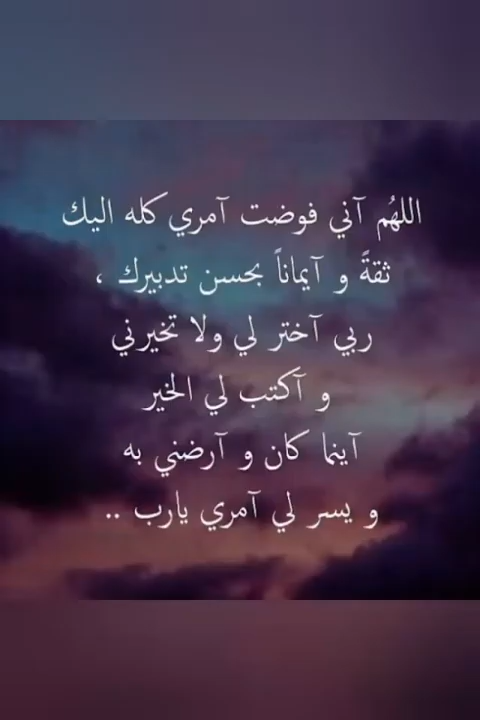 اللهُم آني فوضت آمري كله اليك
ثقةً و آيماناً بحسن تدبيرك ،
ربي آختر لي ولا تخيرني
و آكتب لي الخير
آينما كان و آرضني به
و يسر لي آمري يارب ..